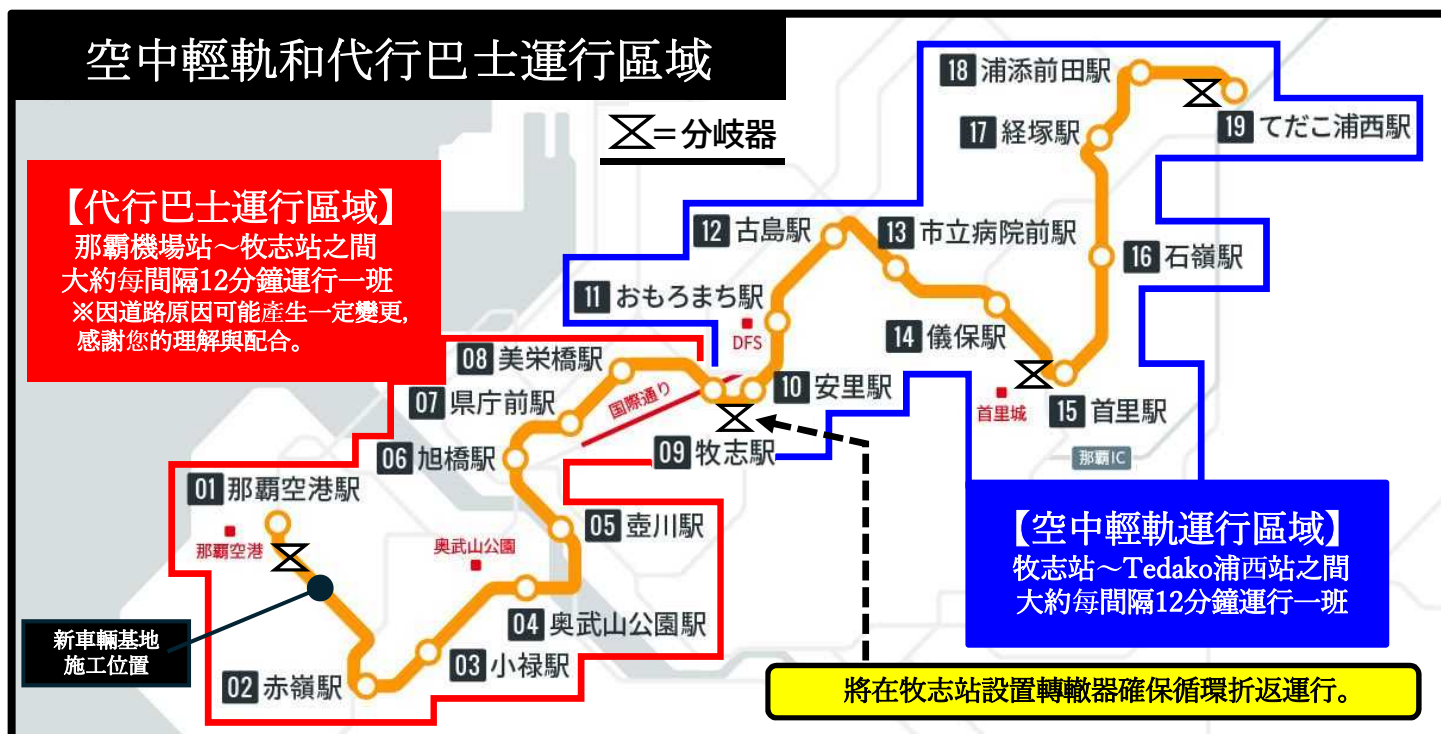 空中輕軌和代行巴士運行區域
=分岐器
【代行巴士運行區域】
那霸機場站～牧志站之間
大約每間隔12分鐘運行一班
※因道路原因可能產生一定變更,
感謝您的理解與配合。
18 浦添前田駅
19 てだこ浦西駅
17 経塚駅
12 古島駅
13 市立病院前駅
16 石嶺駅
11 おもろまち駅
DFS
14 儀保駅
08 美栄橋駅
07 県庁前駅
国際通り
10 安里駅
首里城
15 首里駅
06 旭橋駅
09 牧志駅
那覇IC
01 那覇空港駅
那覇空港
05 壺川駅
奥武山公園
04 奥武山公園駅
03 小禄駅
02 赤嶺駅
新車輛基地
施工位置
【空中輕軌運行區域】
牧志站～Tedako浦西站之間
大約每間隔12分鐘運行一班
將在牧志站設置轉轍器確保循環折返運行。